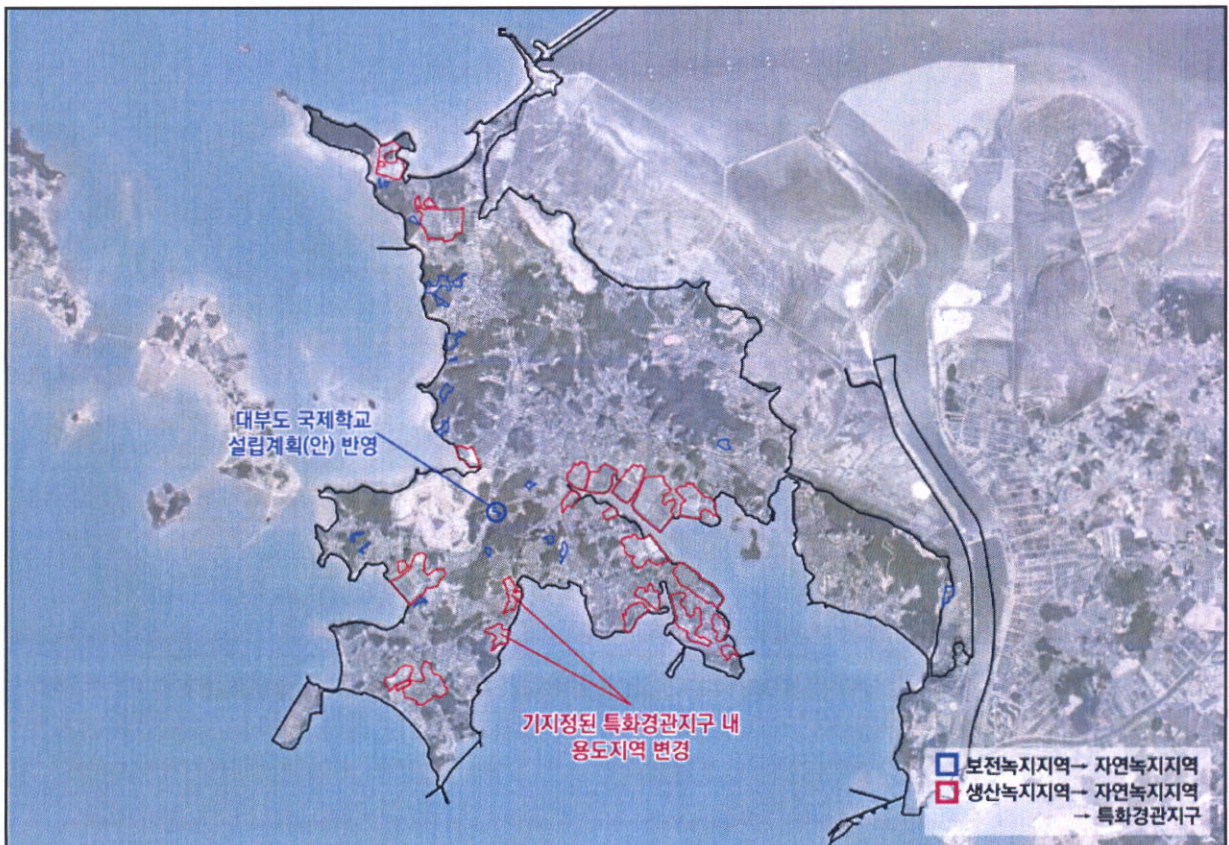 대부도 국제학교
설립계획(안) 반영
기지정된 특화경관지구 내
용도지역 변경
보전녹지지역→ 자연녹지지역
생산녹지지역→ 자연녹지지역
→ 특화경관지구